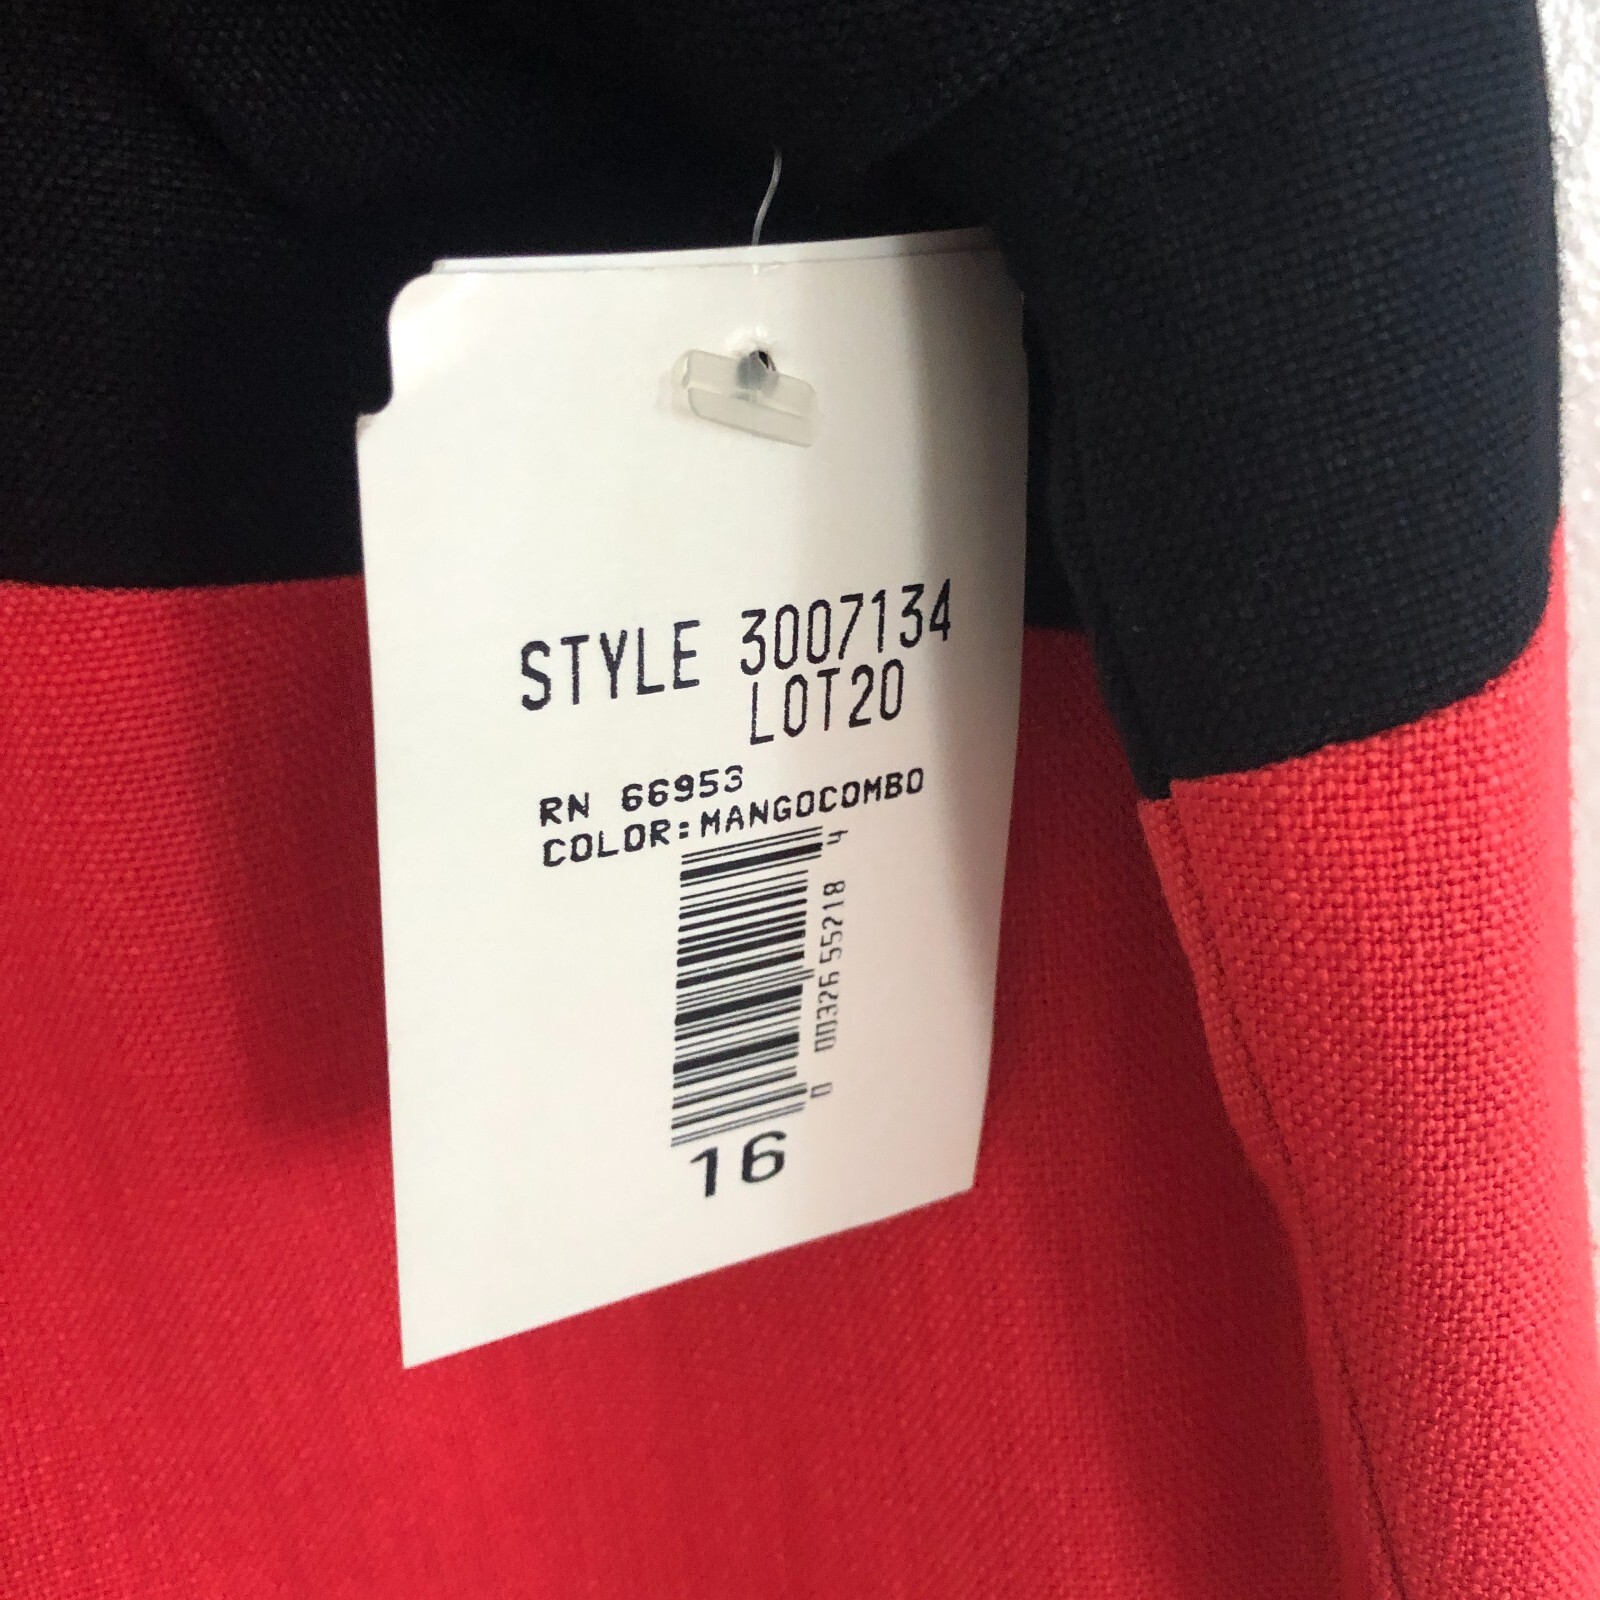 STYLE 3007134
LOT20
RN 66953
COLOR:MANGOCOMBO
0 00326 55218 4
16